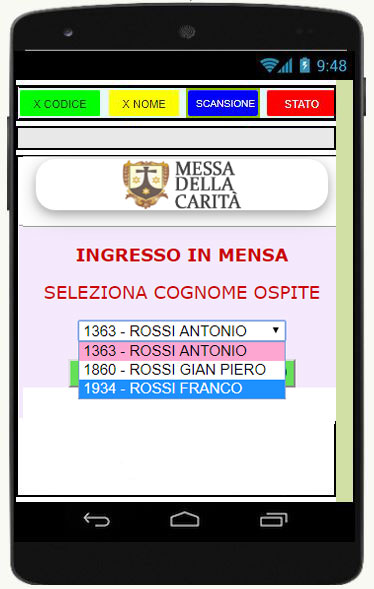 9:48
X CODICE
X NOME
SCANSIONE
STATO
MESSA
DELLA
CARITÀ
INGRESSO IN MENSA
SELEZIONA COGNOME OSPITE
1363 - ROSSI ANTONIO
1363 - ROSSI ANTONIO
1860 - ROSSI GIAN PIERO
1934 - ROSSI FRANCO